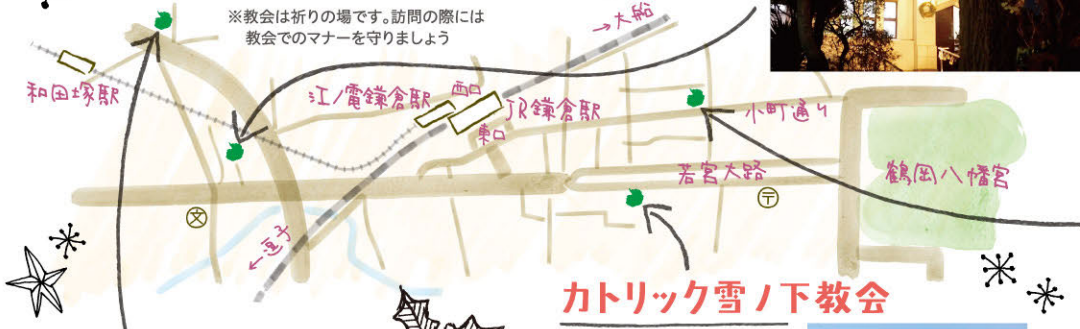 ※教会は祈りの場です。訪問の際には
教会でのマナーを守りましょう
→大船
和田塚駅
江ノ電鎌倉駅
西口
JR鎌倉駅
東口
小町通り
若宮大路
〒
鶴岡八幡宮
文
←逗子
カトリック雪ノ下教会